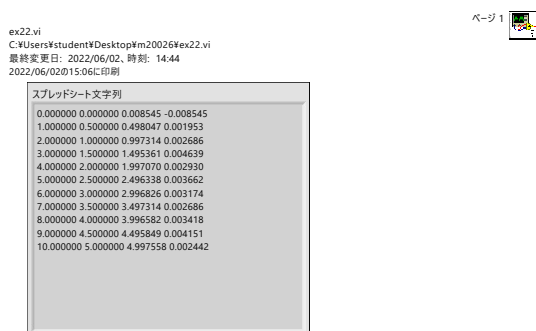 ページ 1
ex22.vi
C:¥Users¥student¥Desktop¥m20026¥ex22.vi
最終変更日: 2022/06/02、時刻: 14:44
2022/06/02の15:06に印刷
スプレッドシート文字列
0.000000 0.000000 0.008545 -0.008545
1.000000 0.500000 0.498047 0.001953
2.000000 1.000000 0.997314 0.002686
3.000000 1.500000 1.495361 0.004639
4.000000 2.000000 1.997070 0.002930
5.000000 2.500000 2.496338 0.003662
6.000000 3.000000 2.996826 0.003174
7.000000 3.500000 3.497314 0.002686
8.000000 4.000000 3.996582 0.003418
9.000000 4.500000 4.495849 0.004151
10.000000 5.000000 4.997558 0.002442